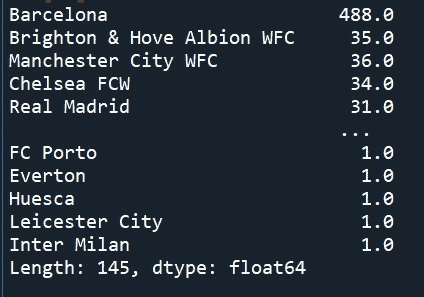 Barcelona 488.0
Brighton & Hove Albion WFC 35.0
Manchester City WFC 36.0
Chelsea FCW 34.0
Real Madrid 31.0
...
FC Porto 1.0
Everton 1.0
Huesca 1.0
Leicester City 1.0
Inter Milan 1.0
Length: 145, dtype: float64